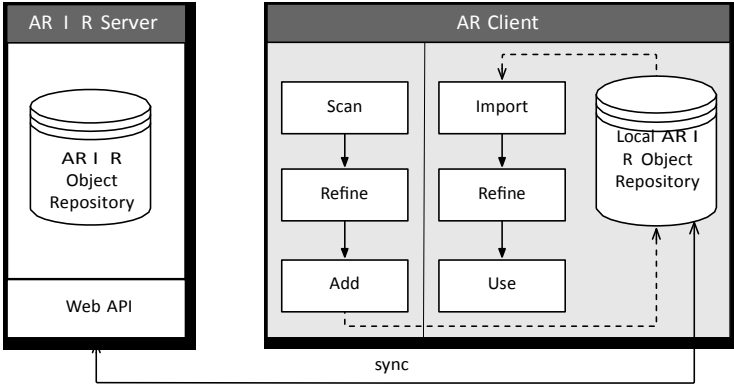 AR I R Server
AR I R
Object
Repository
Web API
AR Client
Scan
Refine
Add
Import
Refine
Use
Local AR I
R Object
Repository
sync